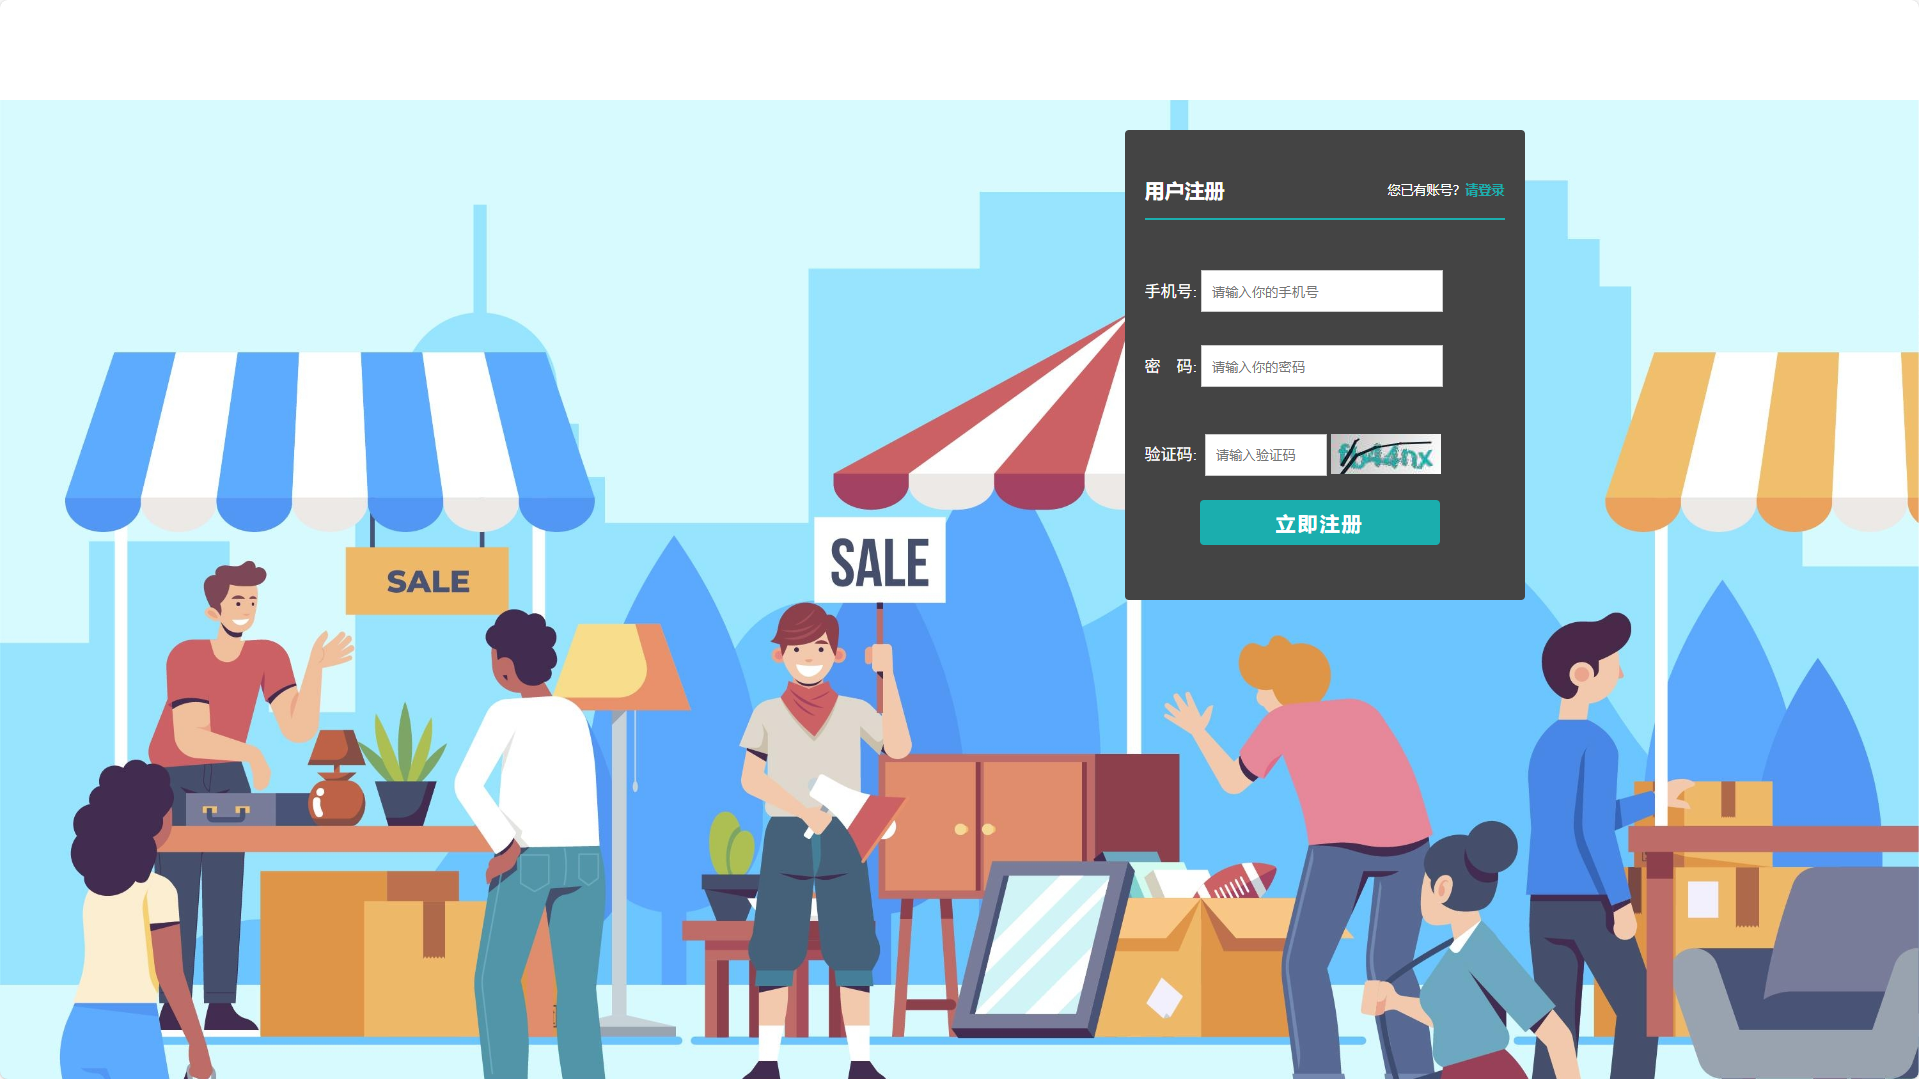 用户注册
您已有账号? 请登录
手机号: 请输入你的手机号
密 码: 请输入你的密码
验证码: 请输入验证码
立即注册
SALE
SALE